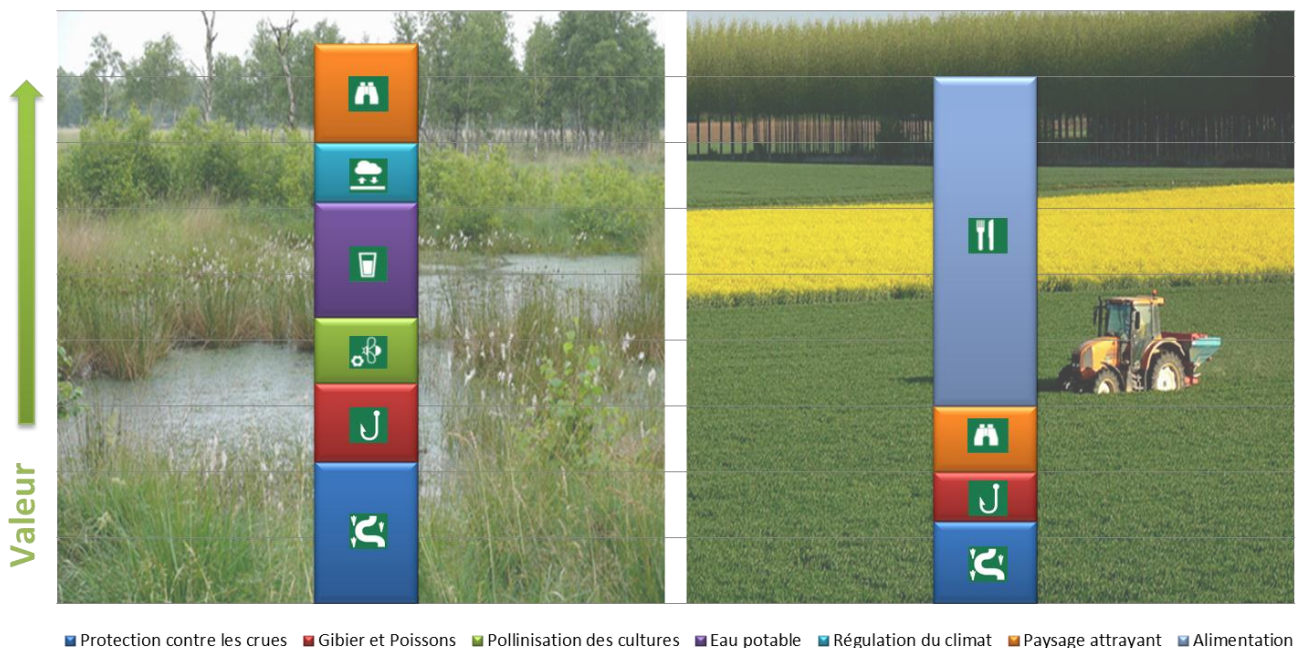 Valeur
Protection contre les crues Gibier et Poissons Pollinisation des cultures Eau potable Régulation du climat Paysage attrayant Alimentation